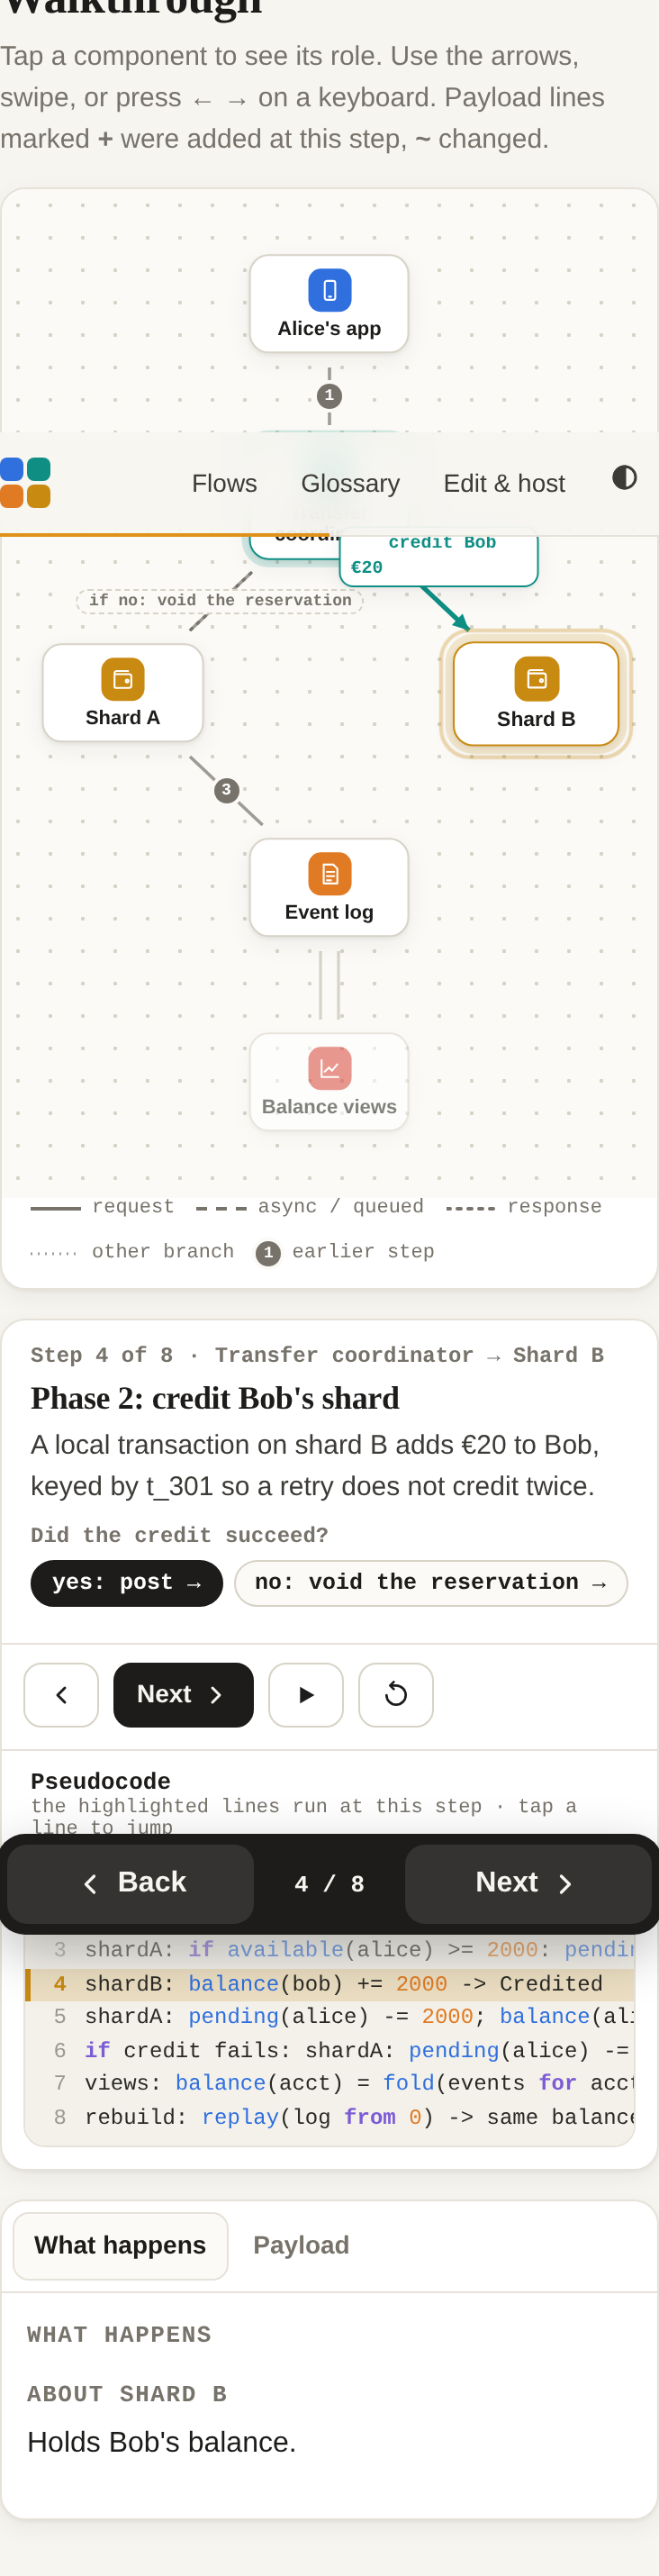 Walkthrough
Tap a component to see its role. Use the arrows,
swipe, or press ← → on a keyboard. Payload lines
marked + were added at this step, ~ changed.
Alice's app
1
Flows Glossary Edit & host
credit Bob
€20
if no: void the reservation
Shard A
Shard B
3
Event log
Balance views
request async / queued response
other branch 1 earlier step
Step 4 of 8 · Transfer coordinator → Shard B
Phase 2: credit Bob's shard
A local transaction on shard B adds €20 to Bob,
keyed by t_301 so a retry does not credit twice.
Did the credit succeed?
yes: post → no: void the reservation →
Next
Pseudocode
the highlighted lines run at this step · tap a
line to jump
Back 4 / 8 Next
3 shardA: if available(alice) >= 2000: pendin
4 shardB: balance(bob) += 2000 -> Credited
5 shardA: pending(alice) -= 2000; balance(ali
6 if credit fails: shardA: pending(alice) -=
7 views: balance(acct) = fold(events for acct
8 rebuild: replay(log from 0) -> same balance
What happens Payload
WHAT HAPPENS
ABOUT SHARD B
Holds Bob's balance.